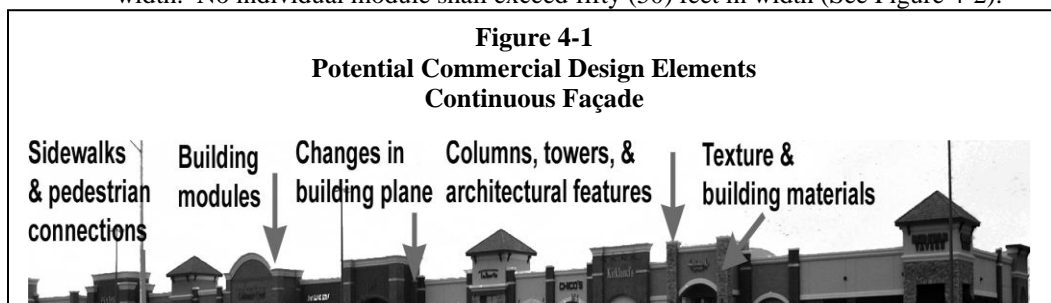 width. No individual module shall exceed fifty (50) feet in width (See Figure 4-2).
Figure 4-1
Potential Commercial Design Elements
Continuous Façade
Sidewalks
& pedestrian
connections
Building
modules
Changes in
building plane
Columns, towers, &
architectural features
Texture &
building materials
CHICO'S